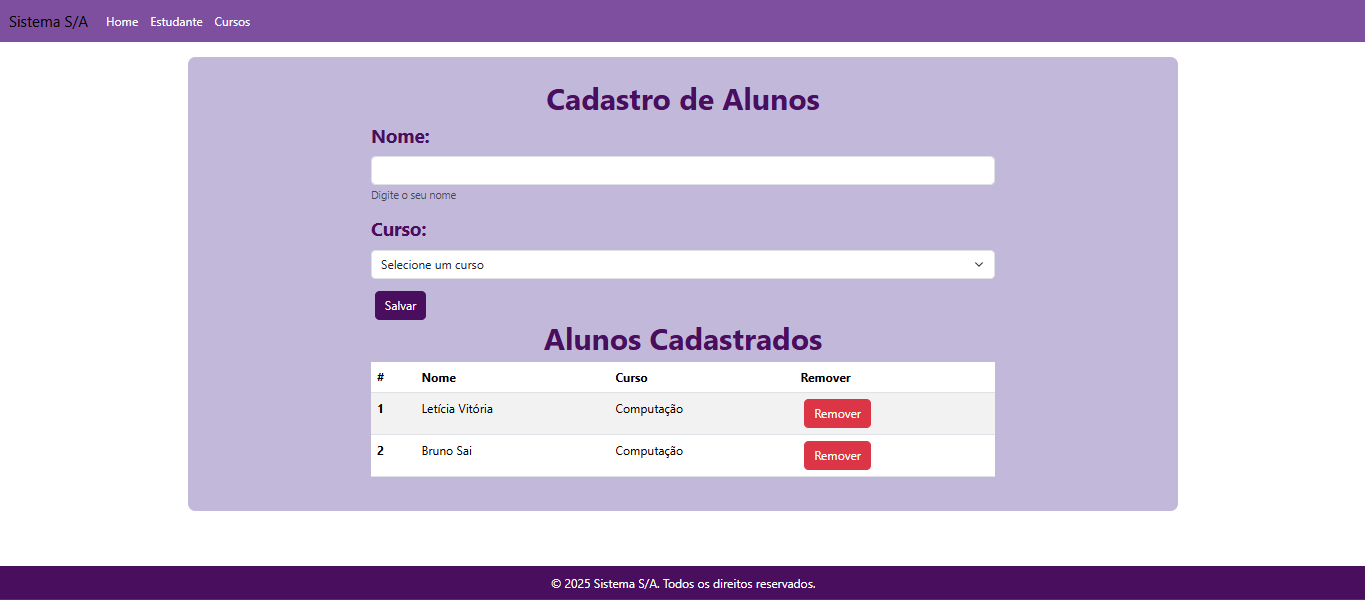 Sistema S/A Home Estudante Cursos
Cadastro de Alunos
Nome:
Digite o seu nome
Curso:
Selecione um curso
Salvar
Alunos Cadastrados
# Nome Curso Remover
1 Letícia Vitória Computação Remover
2 Bruno Sai Computação Remover
© 2025 Sistema S/A. Todos os direitos reservados.